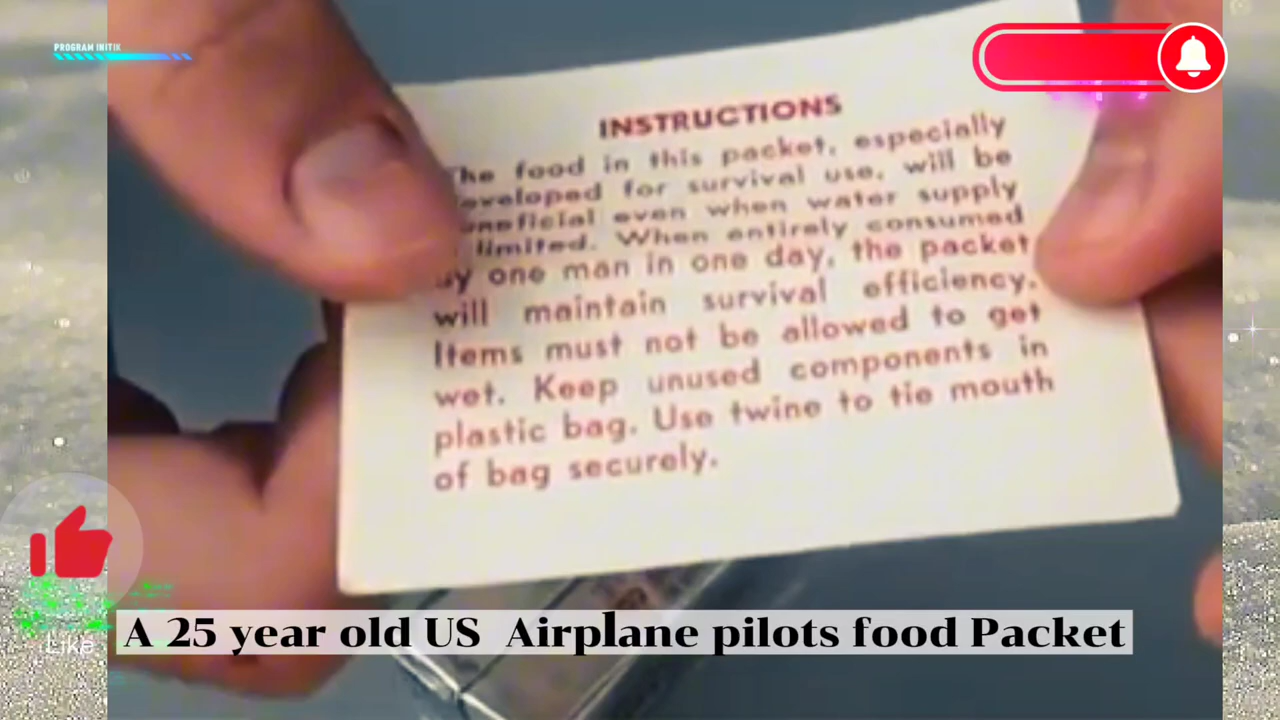 PROGRAM INITIK
INSTRUCTIONS
The food in this packet, especially
developed for survival use, will be
beneficial even when water supply
limited. When entirely consumed
by one man in one day, the packet
will maintain survival efficiency.
Items must not be allowed to get
wet. Keep unused components in
plastic bag. Use twine to tie mouth
of bag securely.
Like
A 25 year old US Airplane pilots food Packet